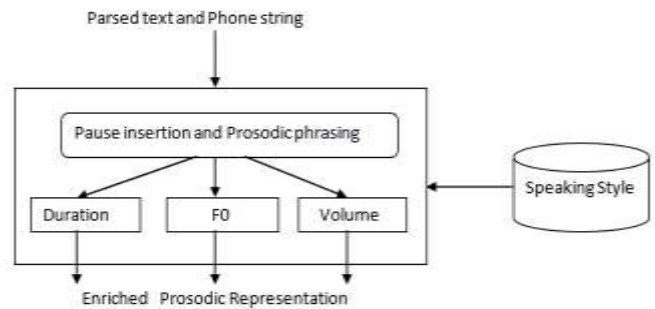 Parsed text and Phone string
Pause insertion and Prosodic phrasing
Speaking Style
Duration
F0
Volume
Enriched Prosodic Representation